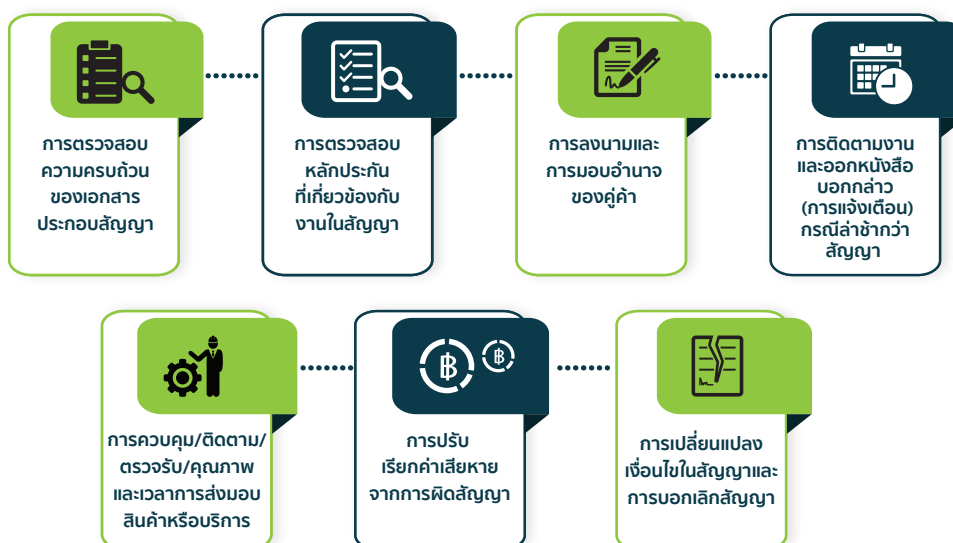 การตรวจสอบ
ความครบถ้วน
ของเอกสาร
ประกอบสัญญา
การตรวจสอบ
หลักประกัน
ที่เกี่ยวข้องกับ
งานในสัญญา
การลงนามและ
การมอบอำนาจ
ของคู่ค้า
การติดตามงาน
และออกหนังสือ
บอกกล่าว
(การแจ้งเตือน)
กรณีล่าช้ากว่า
สัญญา
การควบคุม/ติดตาม/
ตรวจรับ/คุณภาพ
และเวลาการส่งมอบ
สินค้าหรือบริการ
การปรับ
เรียกค่าเสียหาย
จากการผิดสัญญา
การเปลี่ยนแปลง
เงื่อนไขในสัญญาและ
การบอกเลิกสัญญา